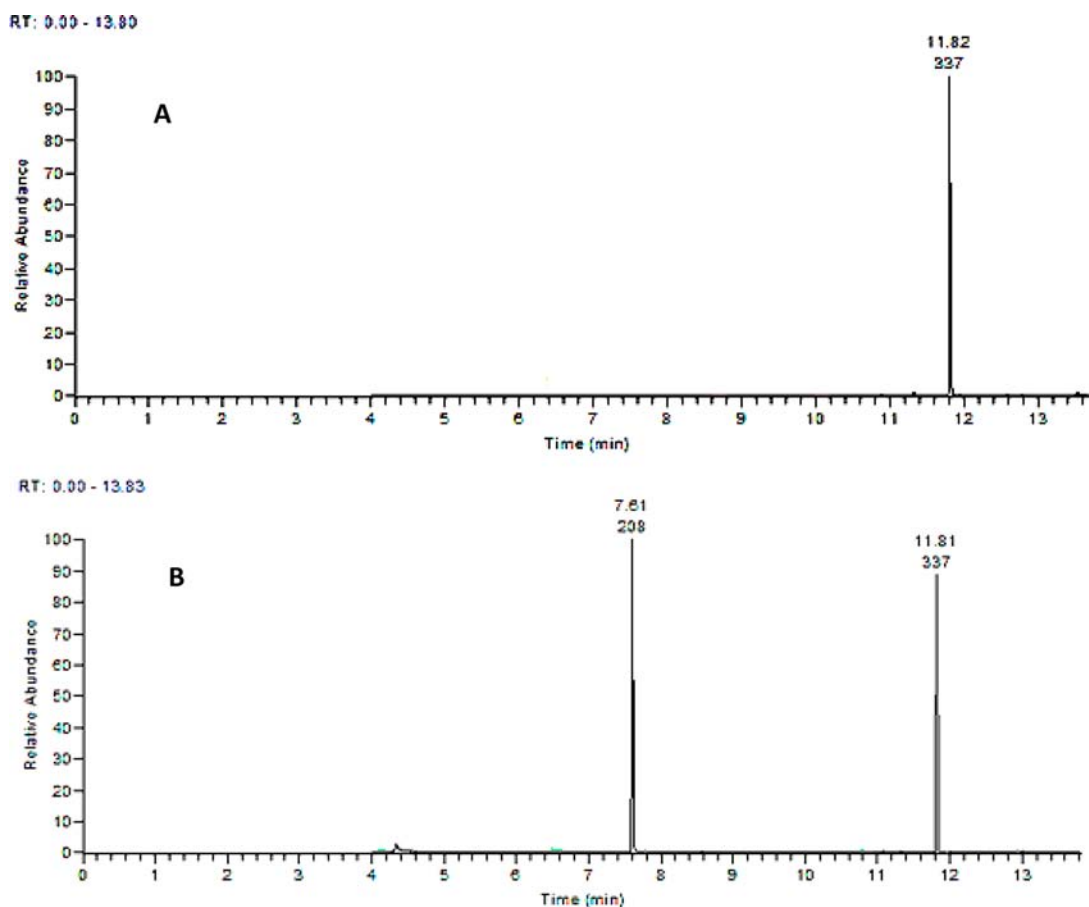 RT: 0.00 - 13.80
11.82
337
A
100
90
80
70
60
50
40
30
20
10
0
Relative Abundance
0 1 2 3 4 5 6 7 8 9 10 11 12 13
Time (min)
RT: 0.00 - 13.83
7.61
208
11.81
337
B
100
90
80
70
60
50
40
30
20
10
0
Relative Abundance
0 1 2 3 4 5 6 7 8 9 10 11 12 13
Time (min)